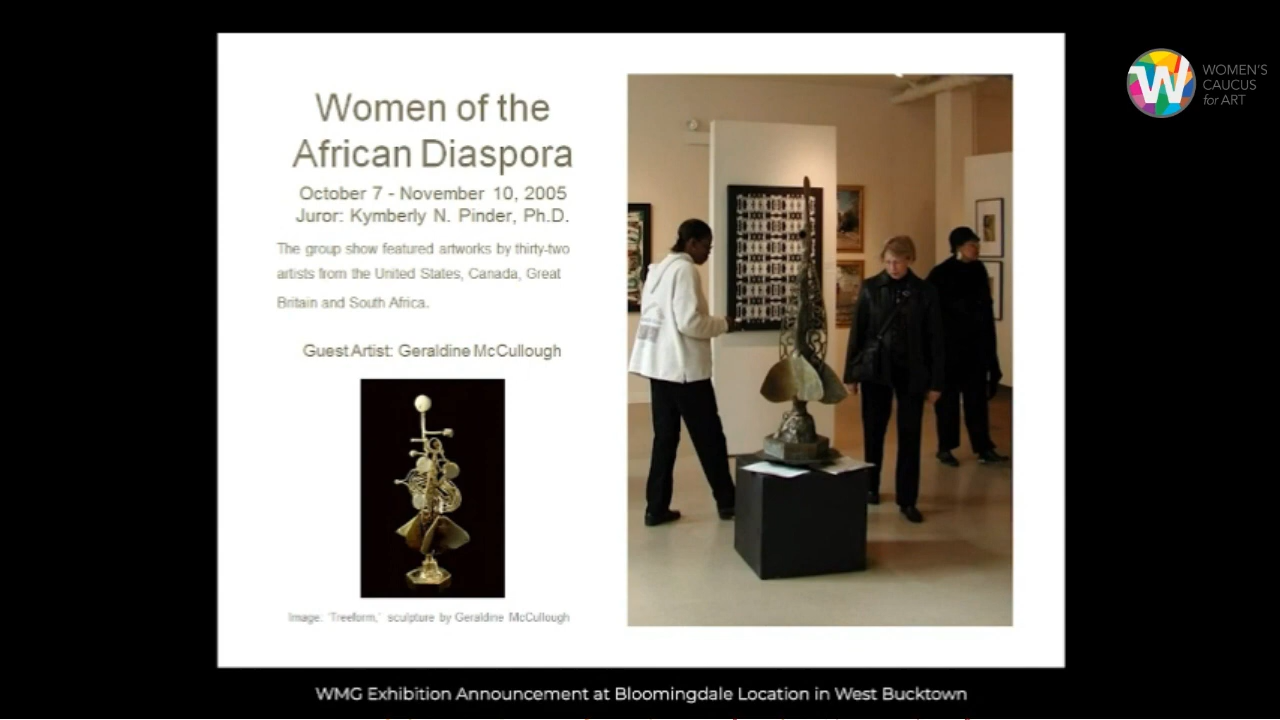 Women of the
African Diaspora
October 7 - November 10, 2005
Juror: Kymberly N. Pinder, Ph.D.
The group show featured artworks by thirty-two
artists from the United States, Canada, Great
Britain and South Africa.
Guest Artist: Geraldine McCullough
Image: 'Treeform,' sculpture by Geraldine McCullough
W WOMEN'S
CAUCUS
for ART
WMG Exhibition Announcement at Bloomingdale Location in West Bucktown